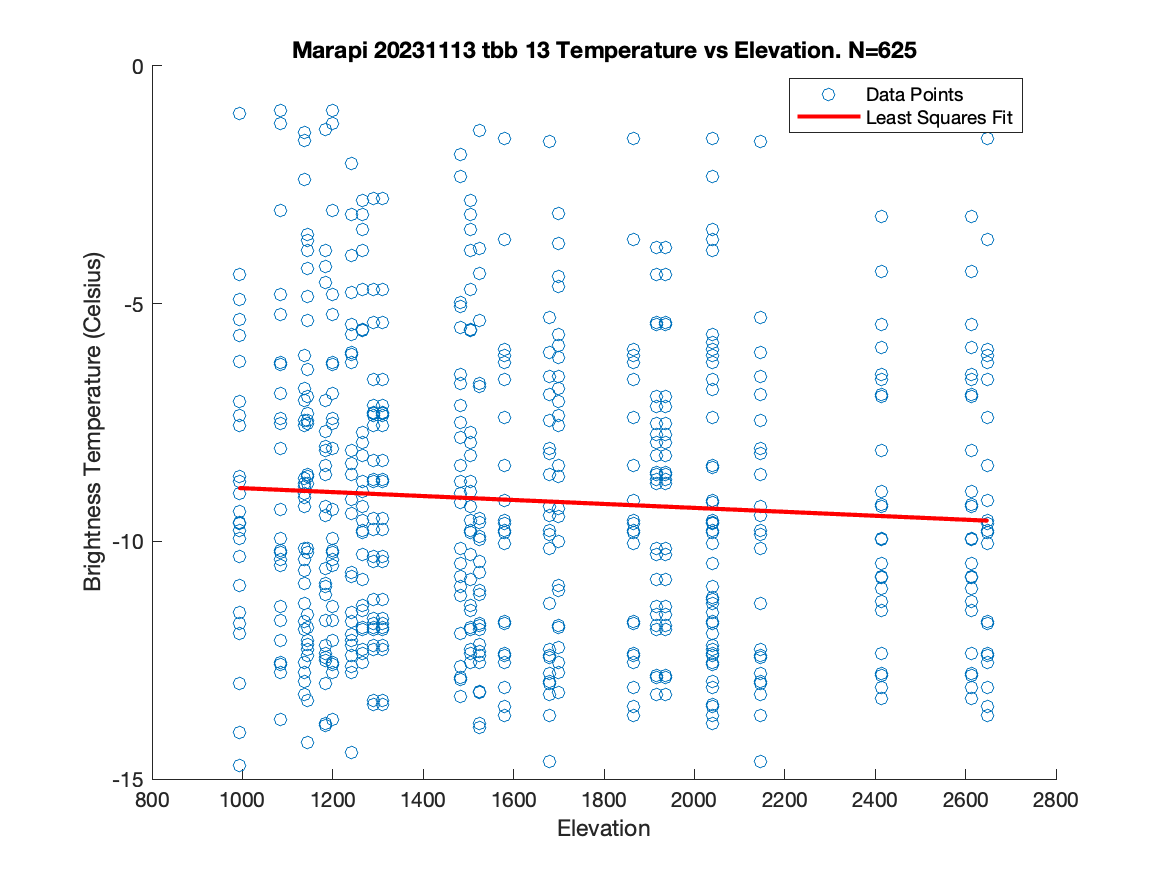 Marapi 20231113 tbb 13 Temperature vs Elevation. N=625
Data Points
Least Squares Fit
0
-5
-10
-15
Brightness Temperature (Celsius)
800 1000 1200 1400 1600 1800 2000 2200 2400 2600 2800
Elevation